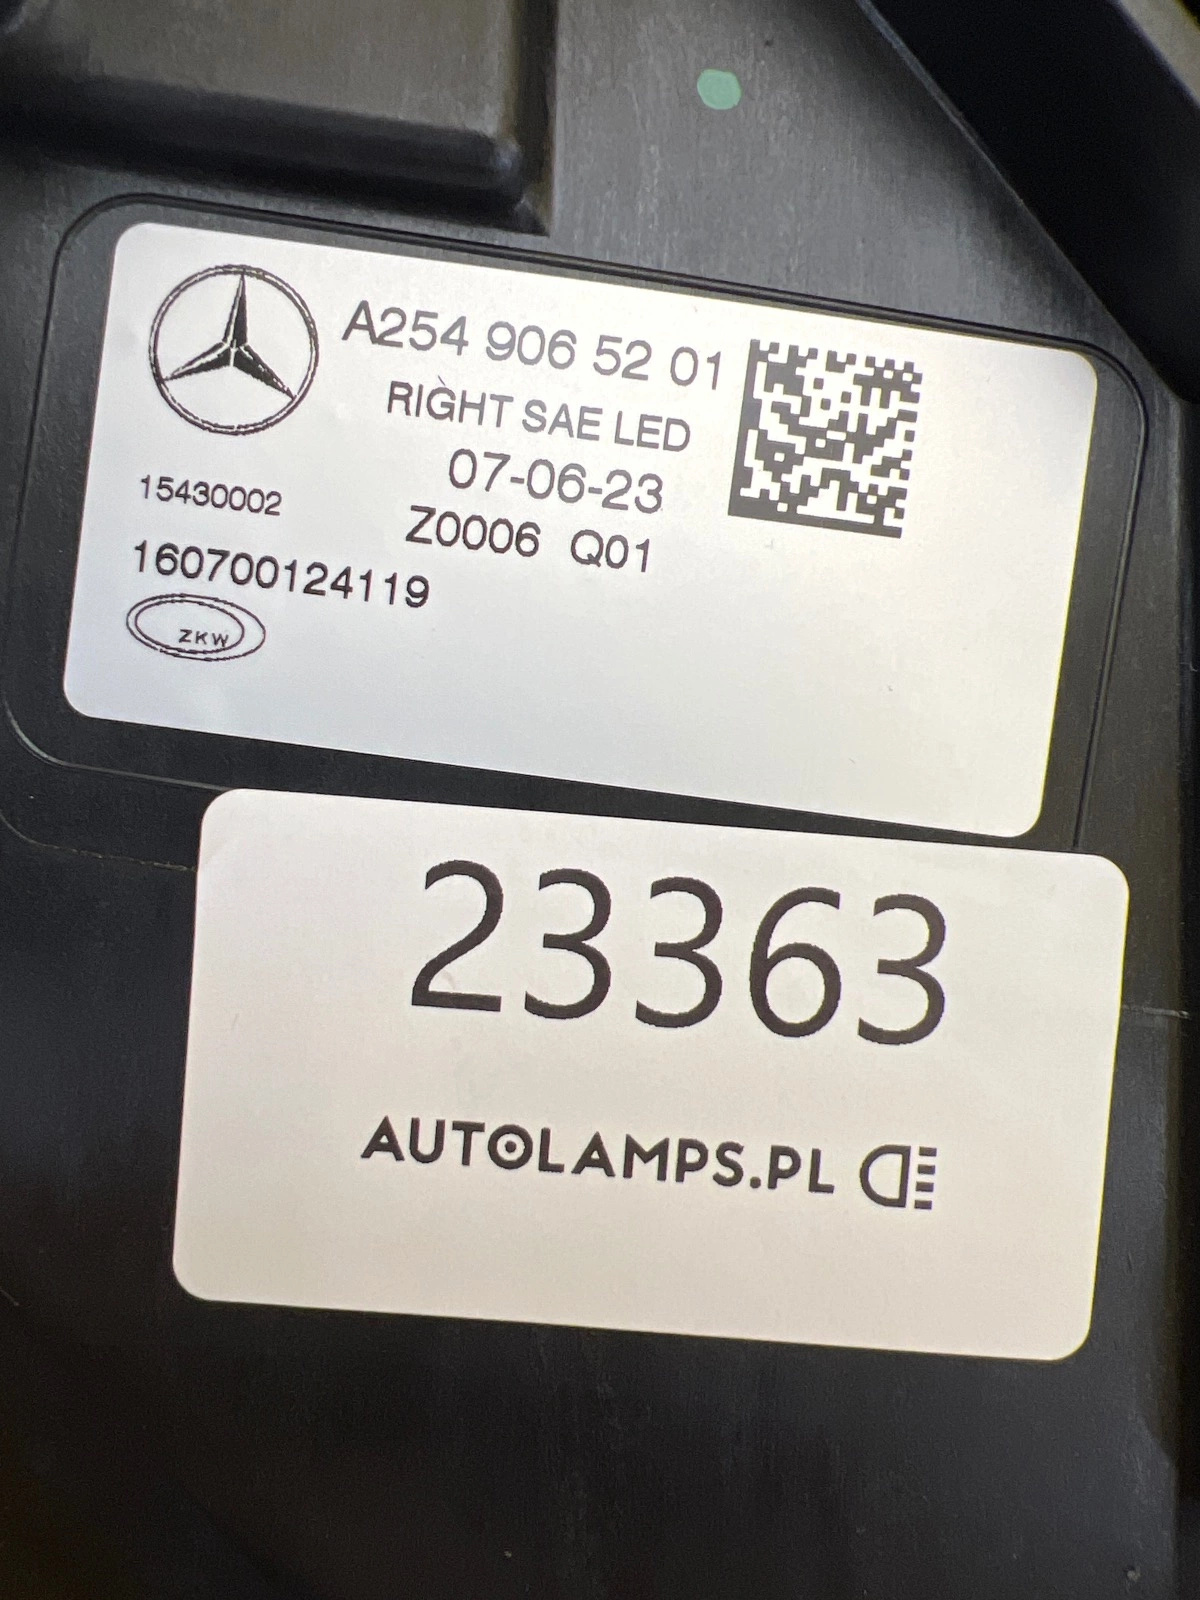 A254 906 52 01
RIGHT SAE LED
07-06-23
15430002
Z0006 Q01
160700124119
ZKW
23363
AUTOLAMPS.PL